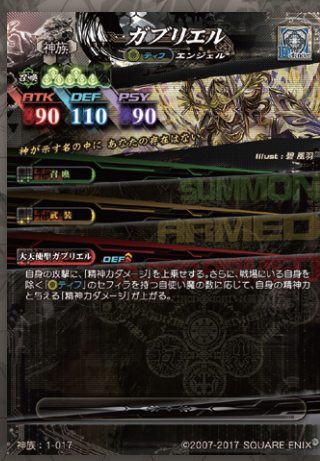 神族
ガブリエル
ティフ エンジェル
召喚
ATK DEF PSY
90 110 90
神が示す名の中に あなたの存在はない
Illust：碧 風羽
召喚
SUMMON
武装
ARMED
大天使聖ガブリエル DEF
自身の攻撃に、「精神力ダメージ」を上乗せする。さらに、戦場にいる自身を
除く「ティフ」のセフィラを持つ自使い魔の数に応じて、自身の精神力
と与える「精神力ダメージ」が上がる。
神族：1-017
©2007-2017 SQUARE ENIX